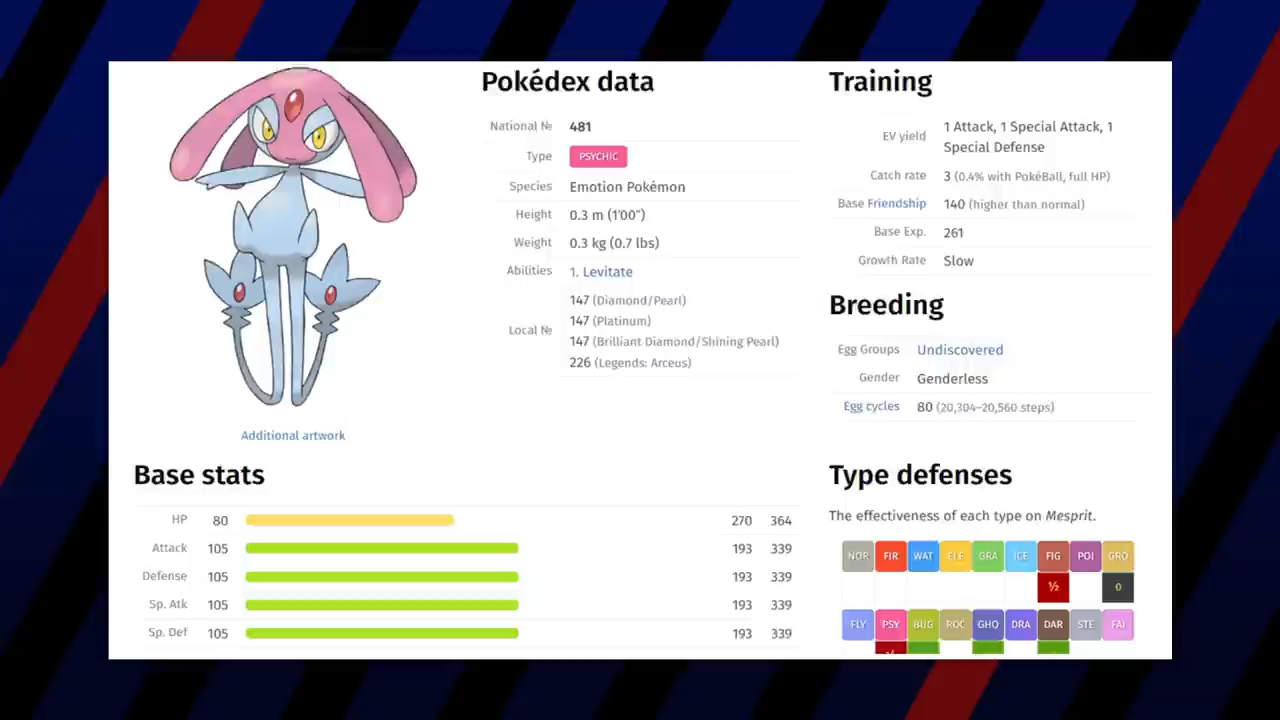 Pokédex data
National № 481
Type PSYCHIC
Species Emotion Pokémon
Height 0.3 m (1′00″)
Weight 0.3 kg (0.7 lbs)
Abilities 1. Levitate
Local № 147 (Diamond/Pearl)
147 (Platinum)
147 (Brilliant Diamond/Shining Pearl)
226 (Legends: Arceus)
Training
EV yield 1 Attack, 1 Special Attack, 1
Special Defense
Catch rate 3 (0.4% with PokéBall, full HP)
Base Friendship 140 (higher than normal)
Base Exp. 261
Growth Rate Slow
Breeding
Egg Groups Undiscovered
Gender Genderless
Egg cycles 80 (20,304–20,560 steps)
Additional artwork
Base stats
HP 80 270 364
Attack 105 193 339
Defense 105 193 339
Sp. Atk 105 193 339
Sp. Def 105 193 339
Type defenses
The effectiveness of each type on Mesprit.
NOR FIR WAT ELE GRA ICE FIG POI GRO
½ 0
FLY PSY BUG ROC GHO DRA DAR STE FAI